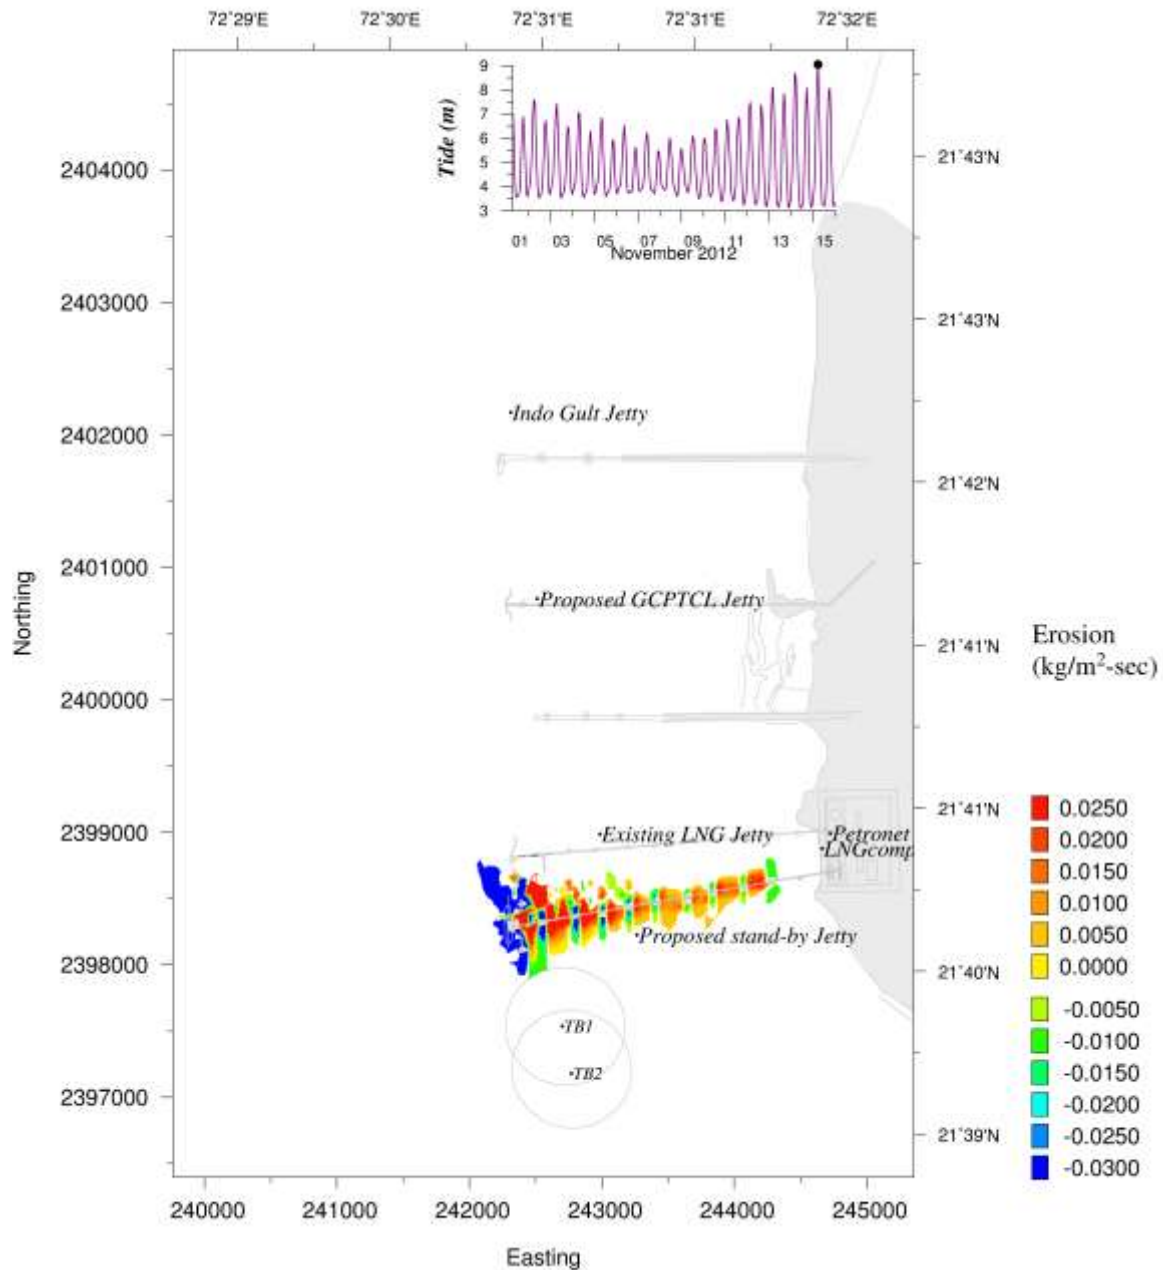 72°29'E 72°30'E 72°31'E 72°31'E 72°32'E
Tide (m)
9
8
7
6
5
4
3
01 03 05 07 09 11 13 15
November 2012
2404000
2403000
2402000
2401000
2400000
2399000
2398000
2397000
Northing
21°43'N
21°43'N
21°42'N
21°41'N
21°41'N
21°40'N
21°39'N
Indo Gult Jetty
Proposed GCPTCL Jetty
Existing LNG Jetty
Petronet
LNGcomp
Proposed stand-by Jetty
TB1
TB2
240000 241000 242000 243000 244000 245000
Easting
Erosion
(kg/m²-sec)
0.0250
0.0200
0.0150
0.0100
0.0050
0.0000
-0.0050
-0.0100
-0.0150
-0.0200
-0.0250
-0.0300